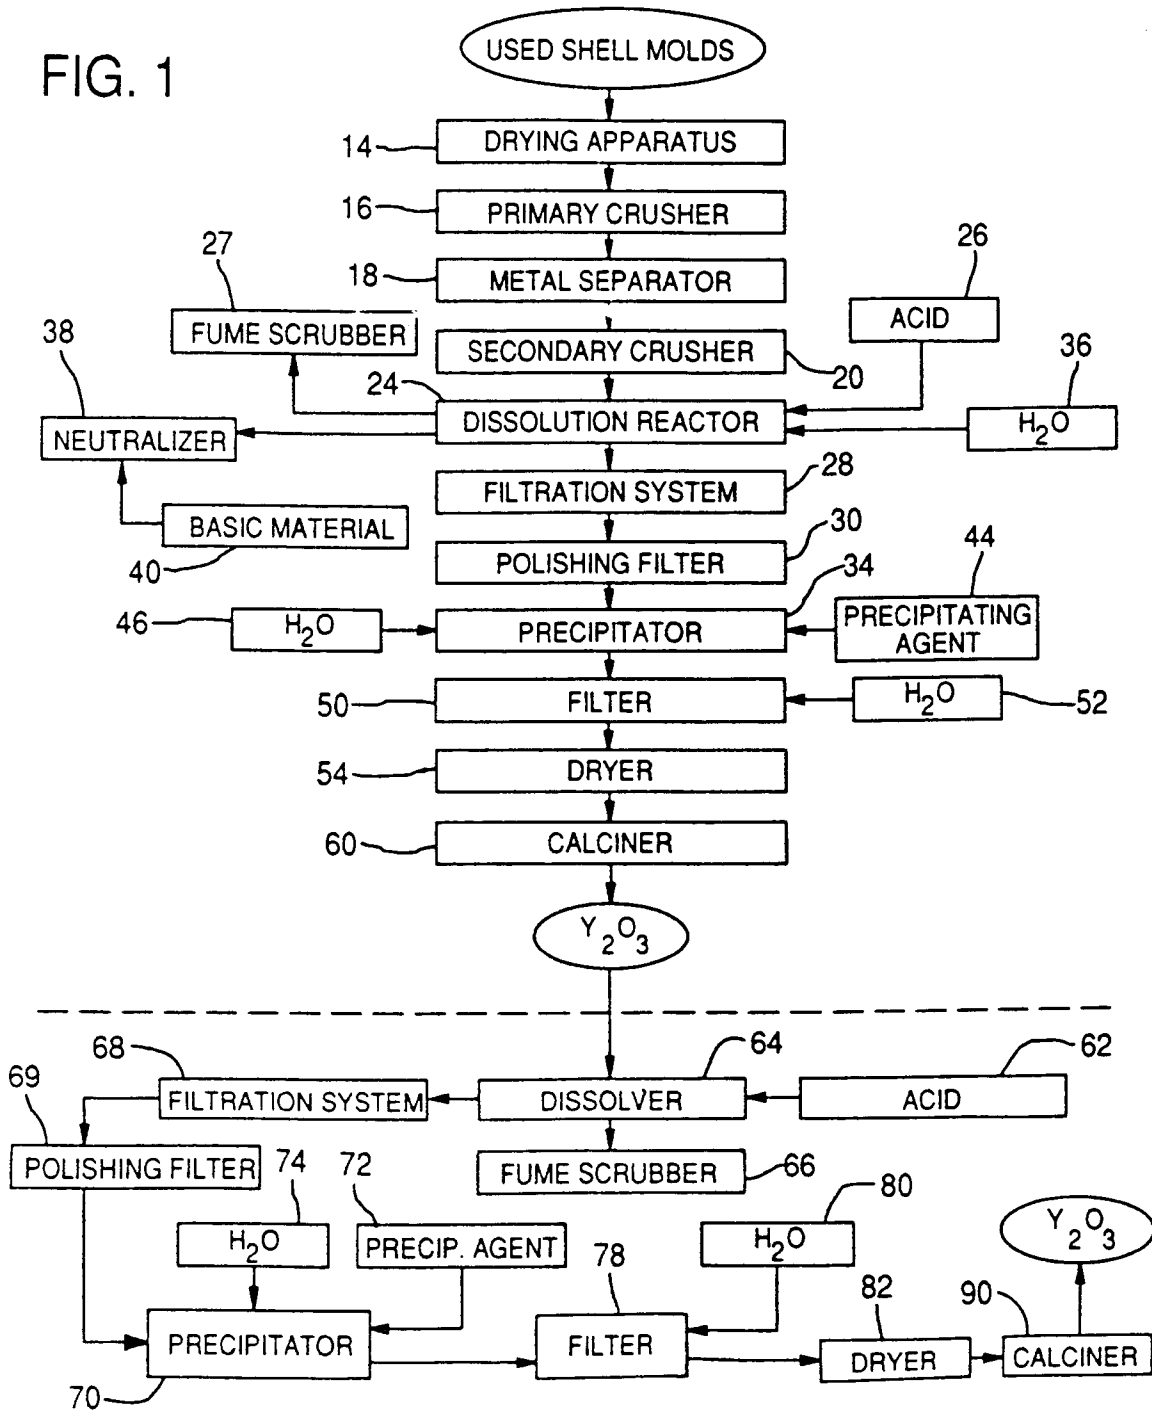 FIG. 1
USED SHELL MOLDS
14
DRYING APPARATUS
16
PRIMARY CRUSHER
27
18
METAL SEPARATOR
26
FUME SCRUBBER
ACID
38
SECONDARY CRUSHER
20
36
24
NEUTRALIZER
DISSOLUTION REACTOR
H2O
28
FILTRATION SYSTEM
BASIC MATERIAL
40
30
POLISHING FILTER
34
44
46
H2O
PRECIPITATOR
PRECIPITATING
AGENT
50
FILTER
H2O
52
54
DRYER
60
CALCINER
Y2O3
68
64
62
69
FILTRATION SYSTEM
DISSOLVER
ACID
POLISHING FILTER
74
72
FUME SCRUBBER
66
80
H2O
PRECIP. AGENT
78
H2O
Y2O3
82
90
PRECIPITATOR
FILTER
DRYER
CALCINER
70